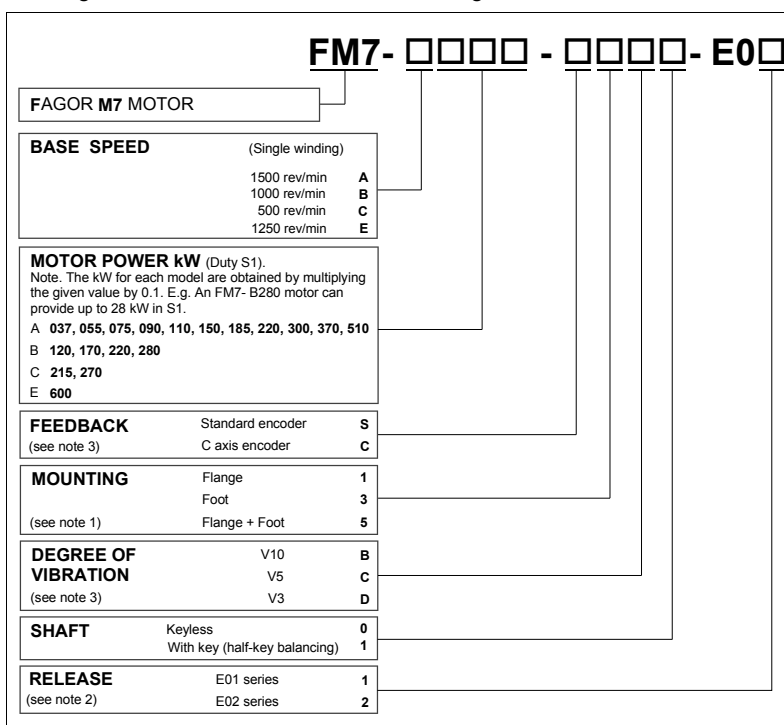 FM7- □□□□ - □□□□- E0□
FAGOR M7 MOTOR
BASE SPEED (Single winding)
1500 rev/min A
1000 rev/min B
500 rev/min C
1250 rev/min E
MOTOR POWER kW (Duty S1).
Note. The kW for each model are obtained by multiplying
the given value by 0.1. E.g. An FM7- B280 motor can
provide up to 28 kW in S1.
A 037, 055, 075, 090, 110, 150, 185, 220, 300, 370, 510
B 120, 170, 220, 280
C 215, 270
E 600
FEEDBACK Standard encoder S
(see note 3) C axis encoder C
MOUNTING Flange 1
Foot 3
(see note 1) Flange + Foot 5
DEGREE OF V10 B
VIBRATION V5 C
(see note 3) V3 D
SHAFT Keyless 0
With key (half-key balancing) 1
RELEASE E01 series 1
(see note 2) E02 series 2